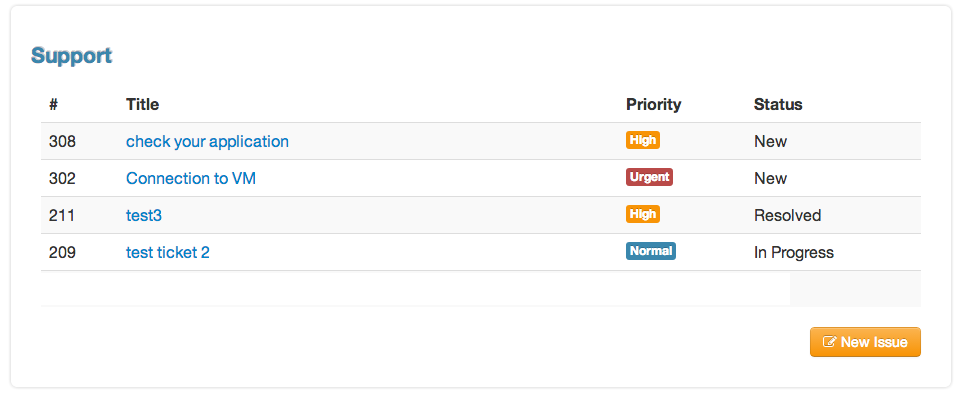 Support
# Title Priority Status
308 check your application High New
302 Connection to VM Urgent New
211 test3 High Resolved
209 test ticket 2 Normal In Progress
New Issue